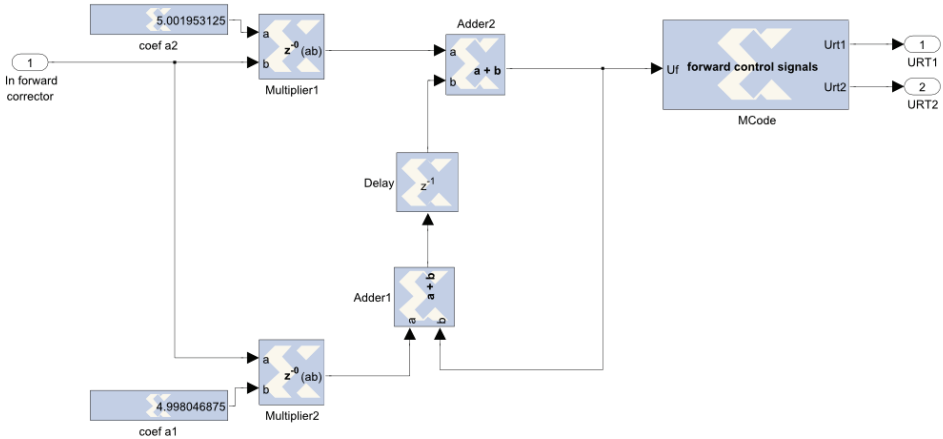 5.001953125
coef a2
1
In forward
corrector
a
b
z-0 (ab)
Multiplier1
Adder2
a
b
a + b
Uf
forward control signals
Urt1
Urt2
MCode
1
URT1
2
URT2
Delay
z-1
Adder1
a + b
a
b
a
b
z-0 (ab)
Multiplier2
4.998046875
coef a1